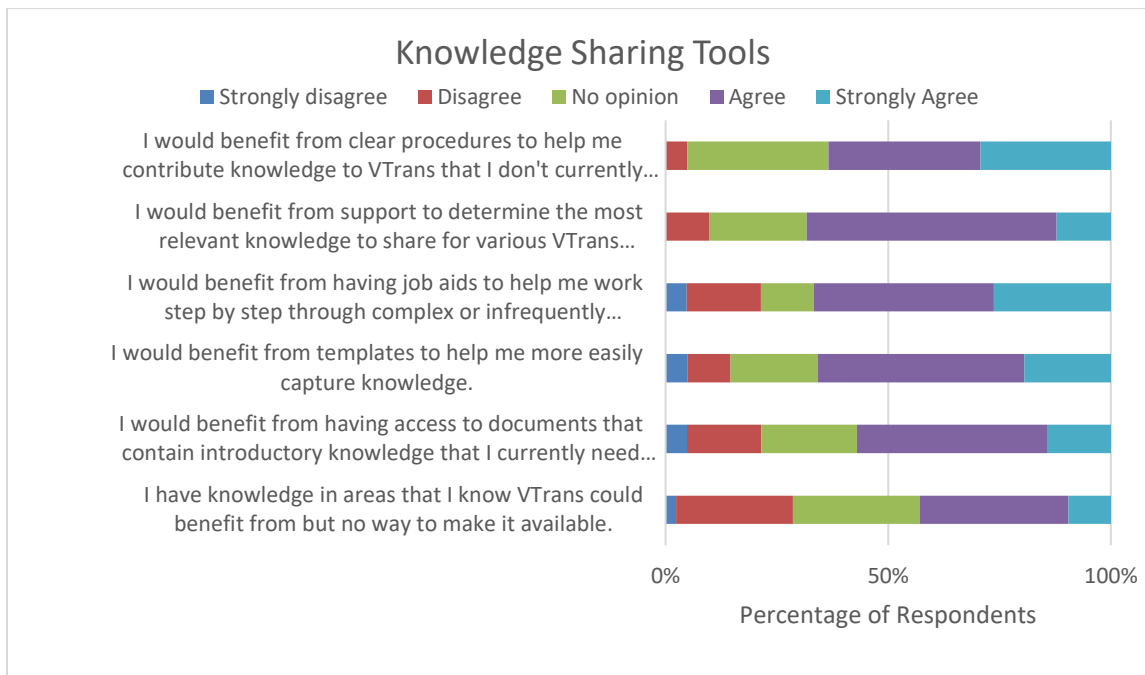 Knowledge Sharing Tools
Strongly disagree Disagree No opinion Agree Strongly Agree
I would benefit from clear procedures to help me
contribute knowledge to VTrans that I don't currently…
I would benefit from support to determine the most
relevant knowledge to share for various VTrans…
I would benefit from having job aids to help me work
step by step through complex or infrequently…
I would benefit from templates to help me more easily
capture knowledge.
I would benefit from having access to documents that
contain introductory knowledge that I currently need…
I have knowledge in areas that I know VTrans could
benefit from but no way to make it available.
0% 50% 100%
Percentage of Respondents